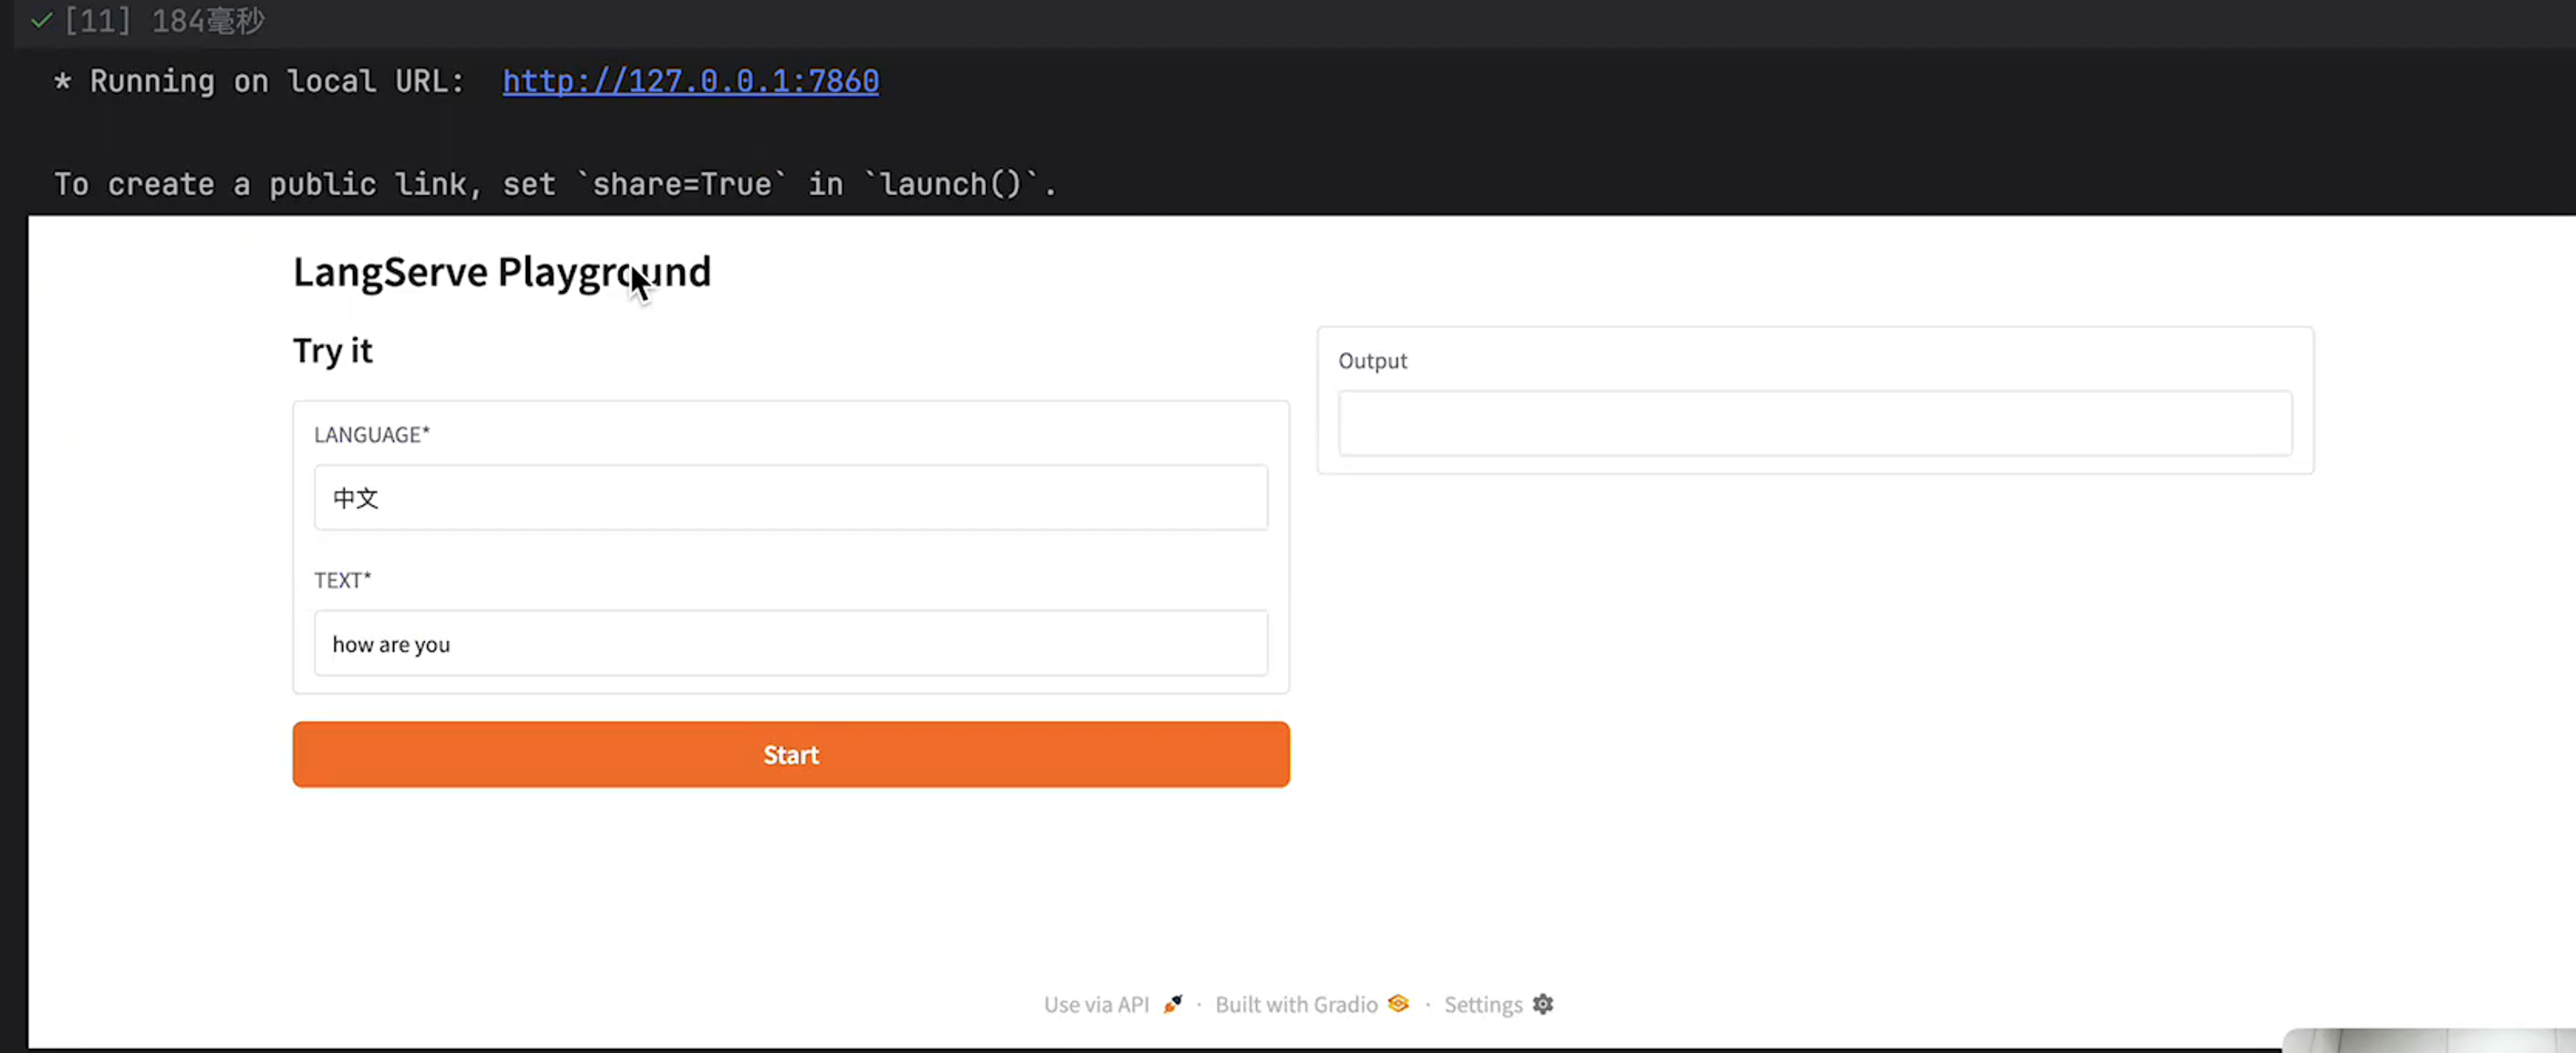 [11] 184毫秒
* Running on local URL: http://127.0.0.1:7860
To create a public link, set `share=True` in `launch()`.
LangServe Playground
Try it
LANGUAGE*
中文
TEXT*
how are you
Start
Output
Use via API · Built with Gradio · Settings